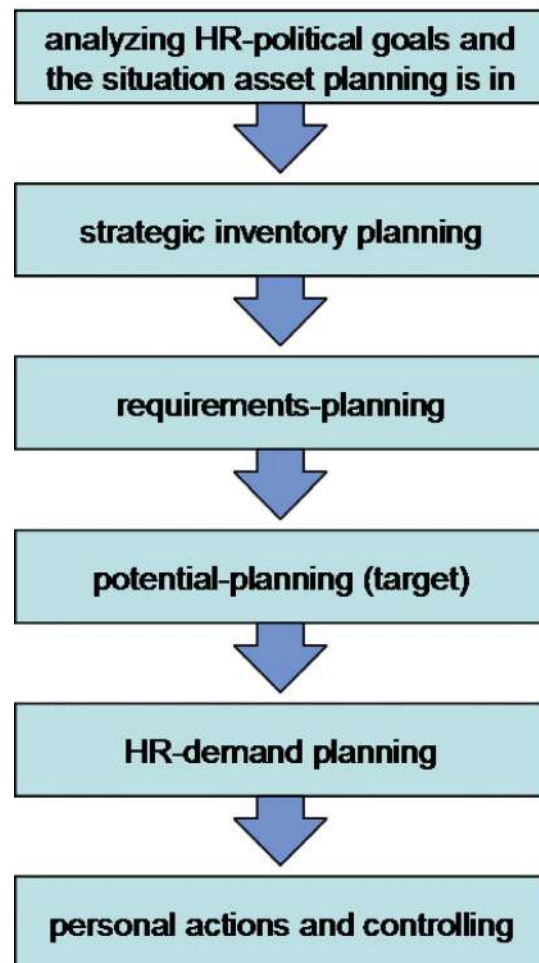 analyzing HR-political goals and
the situation asset planning is in
strategic inventory planning
requirements-planning
potential-planning (target)
HR-demand planning
personal actions and controlling